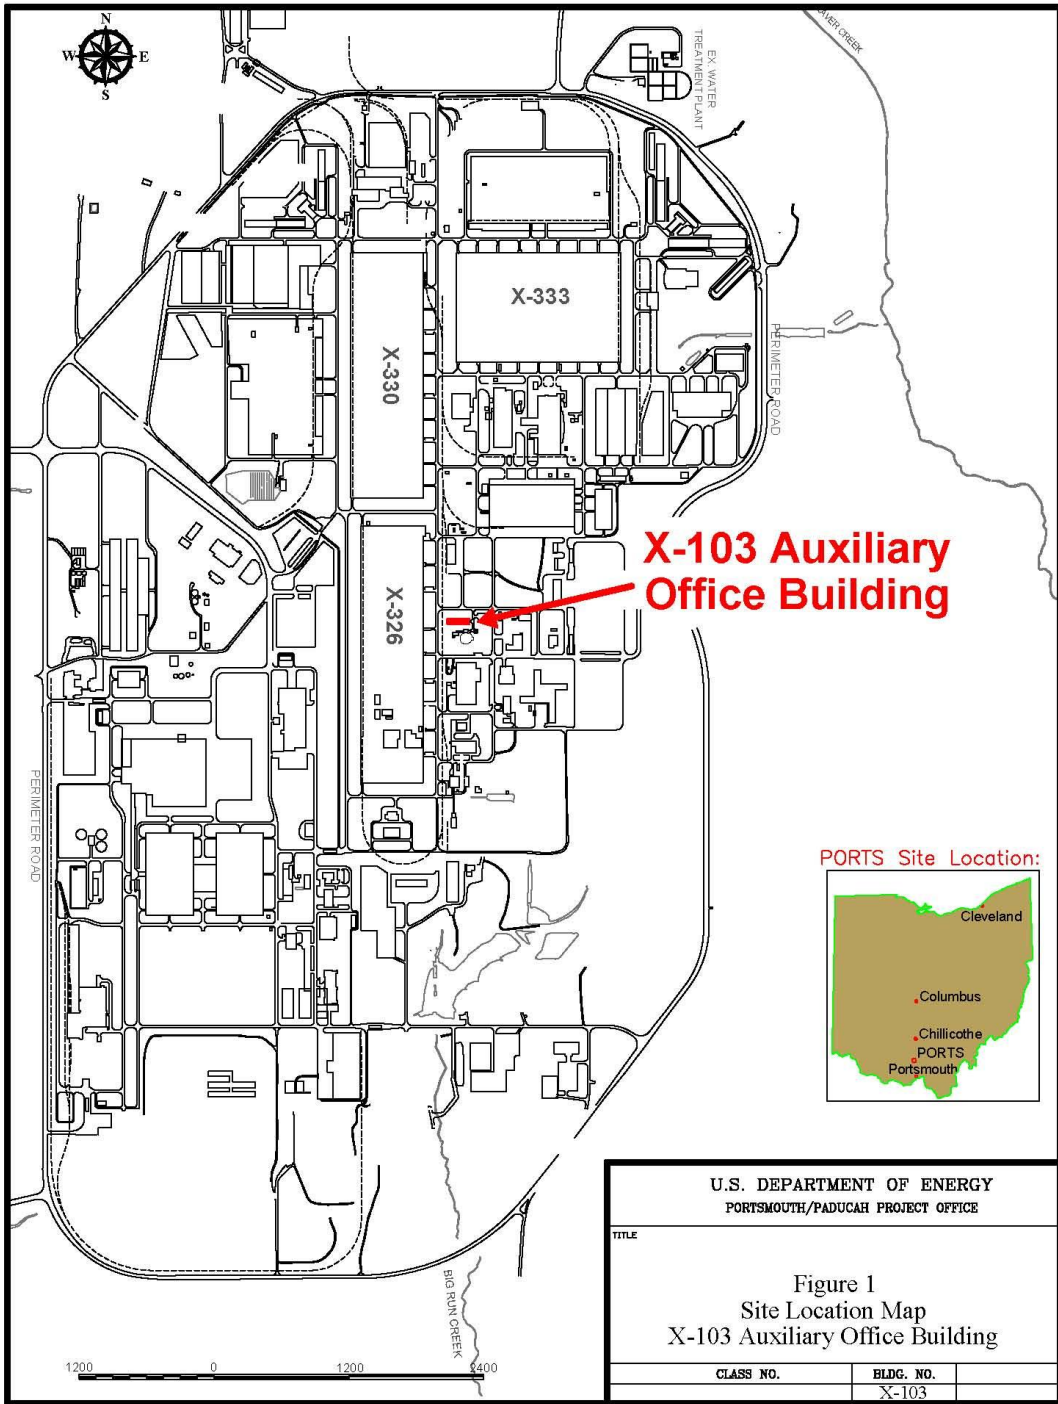 N
W E
S
EX. WATER
TREATMENT PLANT
AVER CREEK
X-333
X-330
PERIMETER ROAD
X-103 Auxiliary
Office Building
X-326
PERIMETER ROAD
PORTS Site Location:
Cleveland
Columbus
Chillicothe
PORTS
Portsmouth
BIG RUN CREEK
1200 0 1200 2400
U.S. DEPARTMENT OF ENERGY
PORTSMOUTH/PADUCAH PROJECT OFFICE
TITLE
Figure 1
Site Location Map
X-103 Auxiliary Office Building
CLASS NO. BLDG. NO.
X-103